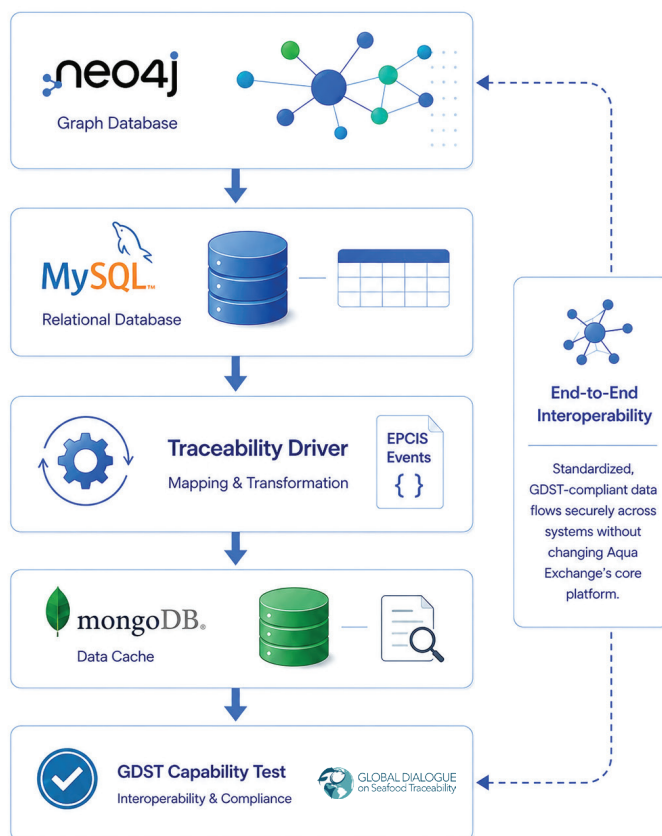 neo4j
Graph Database
MySQL™
Relational Database
Traceability Driver
Mapping & Transformation
EPCIS
Events
{ }
mongoDB®
Data Cache
GDST Capability Test
Interoperability & Compliance
GLOBAL DIALOGUE
on Seafood Traceability
End-to-End
Interoperability
Standardized,
GDST-compliant data
flows securely across
systems without
changing Aqua
Exchange's core
platform.